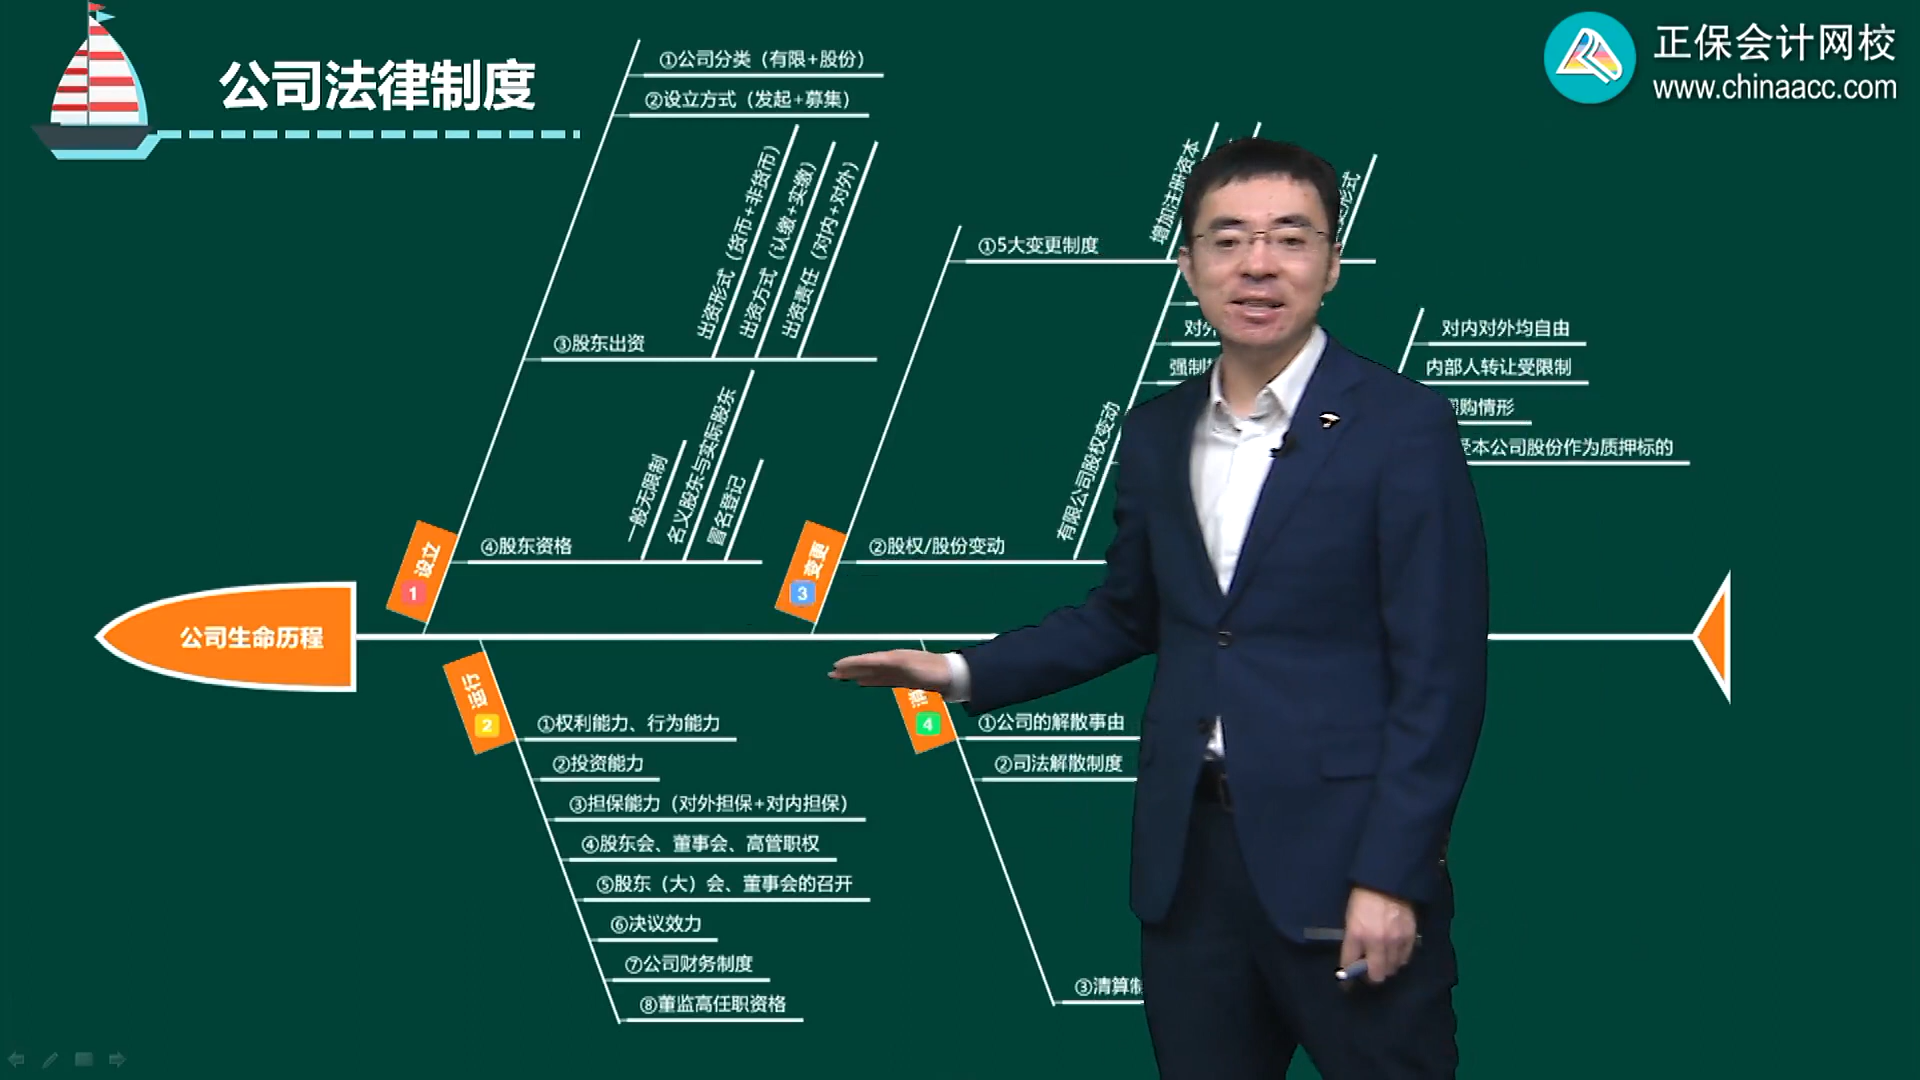 公司法律制度
正保会计网校
www.chinaacc.com
①公司分类（有限+股份）
②设立方式（发起+募集）
出资形式（货币+非货币）
出资方式（认缴+实缴）
出资责任（对内+对外）
③股东出资
一般无限制
名义股东与实际股东
冒名登记
④股东资格
设立
1
增加注册资本
形式
①5大变更制度
对外
强制
有限公司股权变动
对内对外均自由
内部人转让受限制
购情形
本公司股份作为质押标的
②股权/股份变动
变更
3
公司生命历程
运行
2
①权利能力、行为能力
②投资能力
③担保能力（对外担保+对内担保）
④股东会、董事会、高管职权
⑤股东（大）会、董事会的召开
⑥决议效力
⑦公司财务制度
⑧董监高任职资格
4
①公司的解散事由
②司法解散制度
③清算制